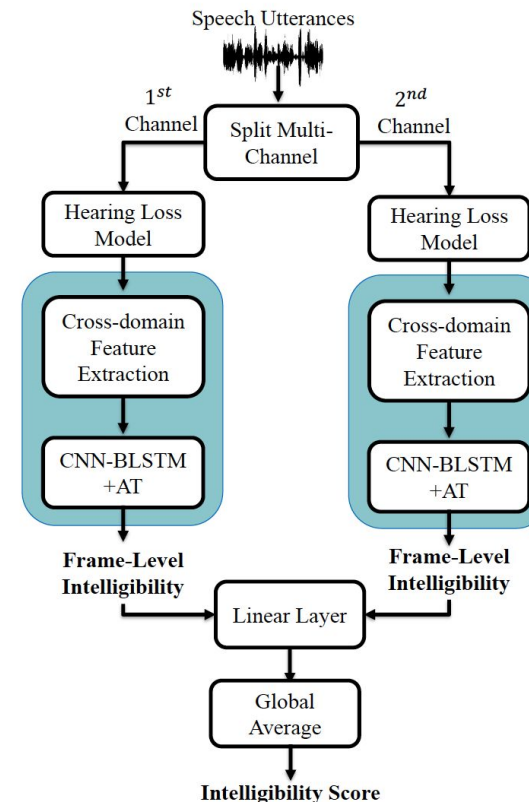 Speech Utterances
1st
Channel
Split Multi-
Channel
2nd
Channel
Hearing Loss
Model
Cross-domain
Feature
Extraction
CNN-BLSTM
+AT
Frame-Level
Intelligibility
Hearing Loss
Model
Cross-domain
Feature
Extraction
CNN-BLSTM
+AT
Frame-Level
Intelligibility
Linear Layer
Global
Average
Intelligibility Score